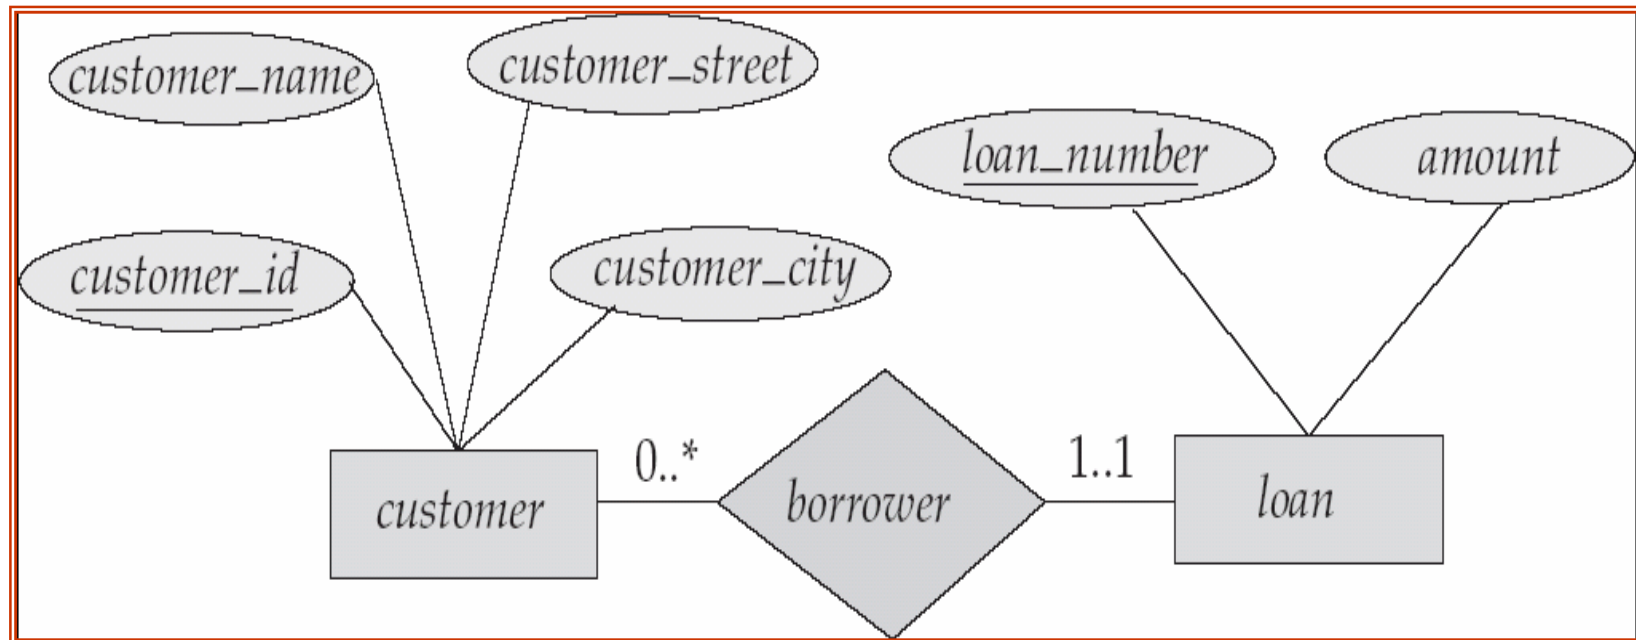 customer_name
customer_street
loan_number
amount
customer_id
customer_city
0..*
1..1
customer
borrower
loan